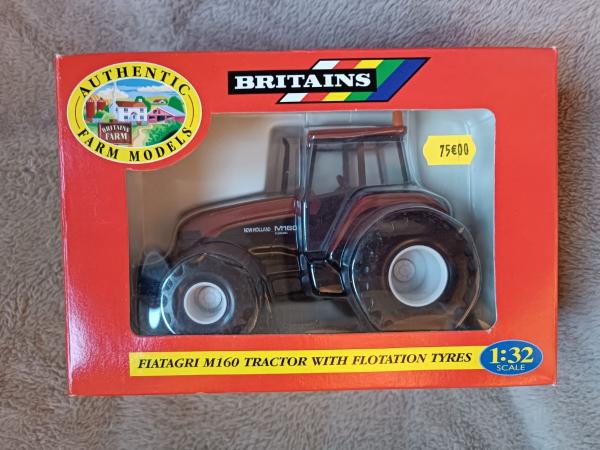 AUTHENTIC
FARM MODELS
BRITAINS
FARM
BRITAINS
75€00
NEW HOLLAND M160
FIATAGRI M160 TRACTOR WITH FLOTATION TYRES
1:32
SCALE